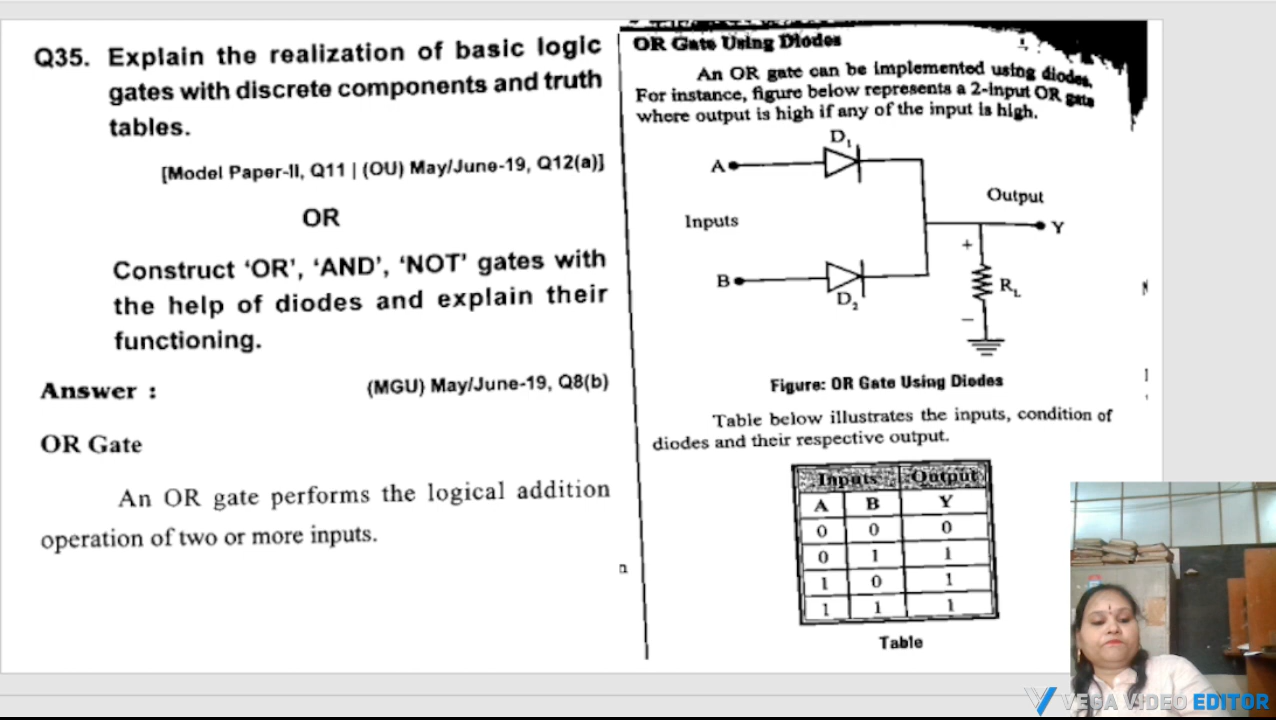 Q35. Explain the realization of basic logic
gates with discrete components and truth
tables.
[Model Paper-II, Q11 | (OU) May/June-19, Q12(a)]
OR
Construct ‘OR’, ‘AND’, ‘NOT’ gates with
the help of diodes and explain their
functioning.
Answer :
(MGU) May/June-19, Q8(b)
OR Gate
An OR gate performs the logical addition
operation of two or more inputs.
OR Gate Using Diodes
An OR gate can be implemented using diodes.
For instance, figure below represents a 2-input OR gate
where output is high if any of the input is high.
D1
A
Output
Inputs
Y
+
B
RL
D2
−
Figure: OR Gate Using Diodes
Table below illustrates the inputs, condition of
diodes and their respective output.
Inputs Output
A B Y
0 0 0
0 1 1
1 0 1
1 1 1
Table
VEGA VIDEO EDITOR